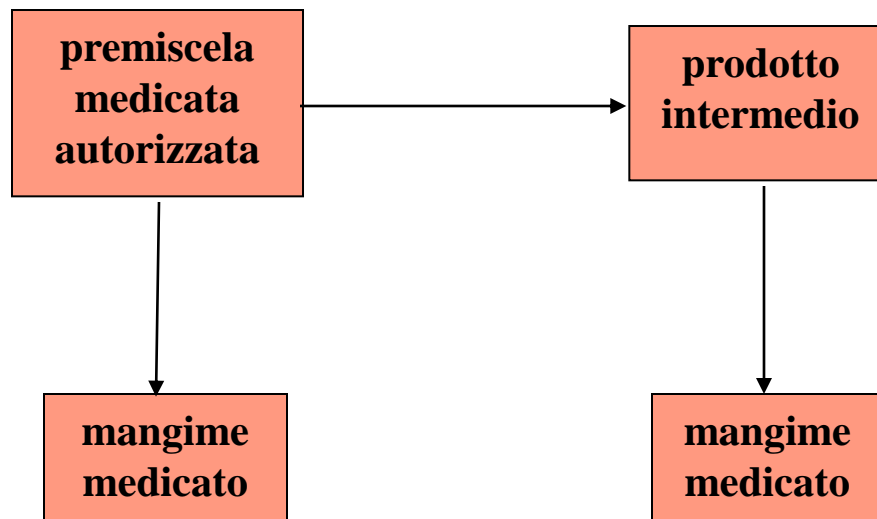 premiscela
medicata
autorizzata
prodotto
intermedio
mangime
medicato
mangime
medicato